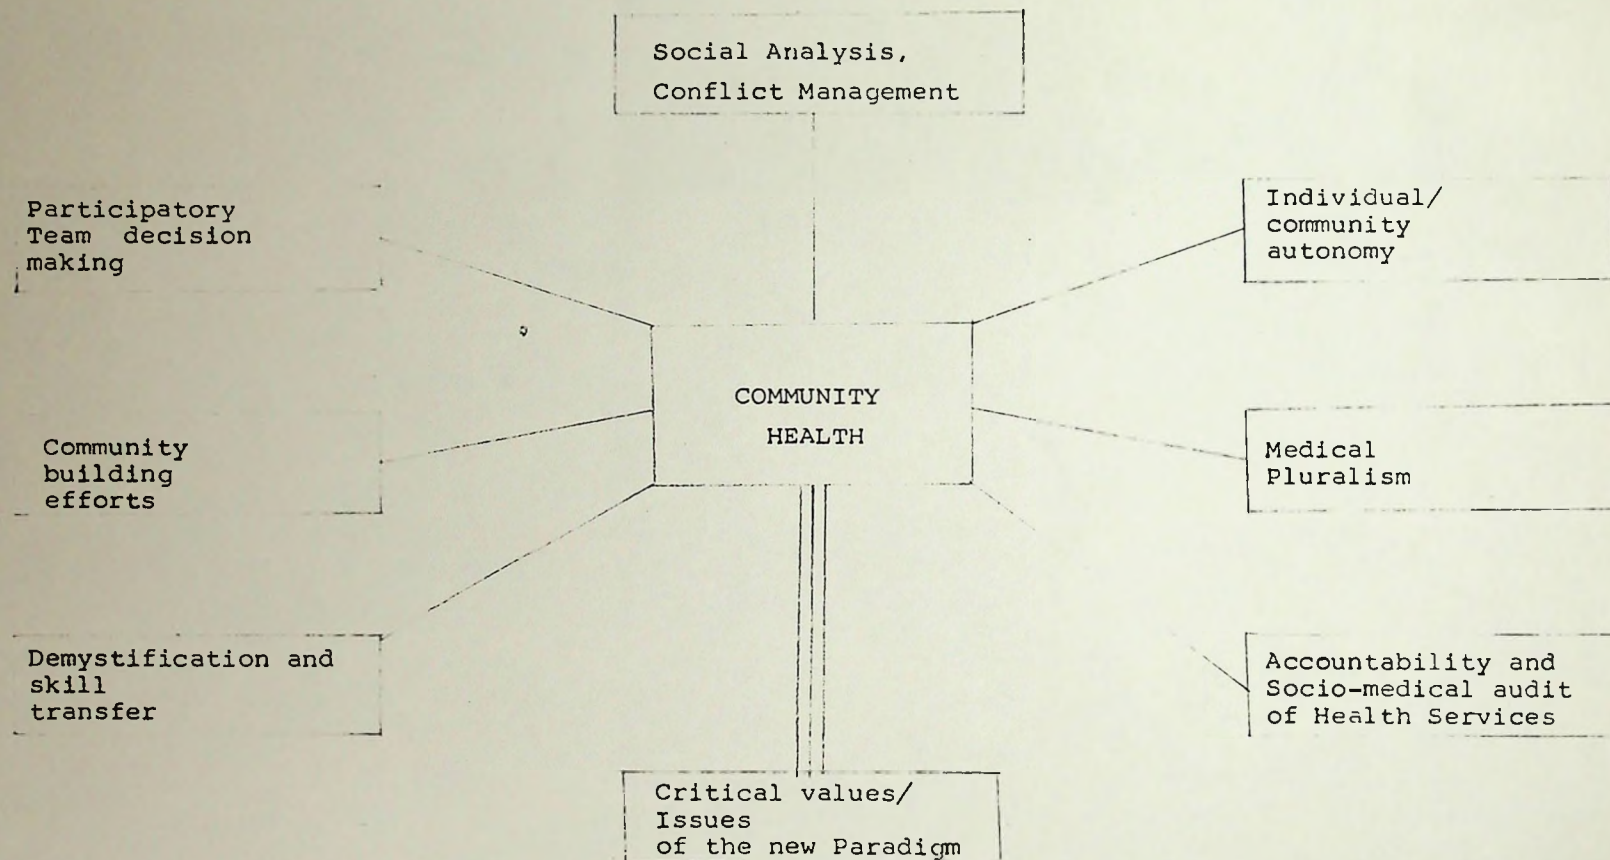 Social Analysis,
Conflict Management
Participatory
Team decision
making
Individual/
community
autonomy
COMMUNITY
HEALTH
Community
building
efforts
Medical
Pluralism
Demystification and
skill
transfer
Accountability and
Socio-medical audit
of Health Services
Critical values/
Issues
of the new Paradigm